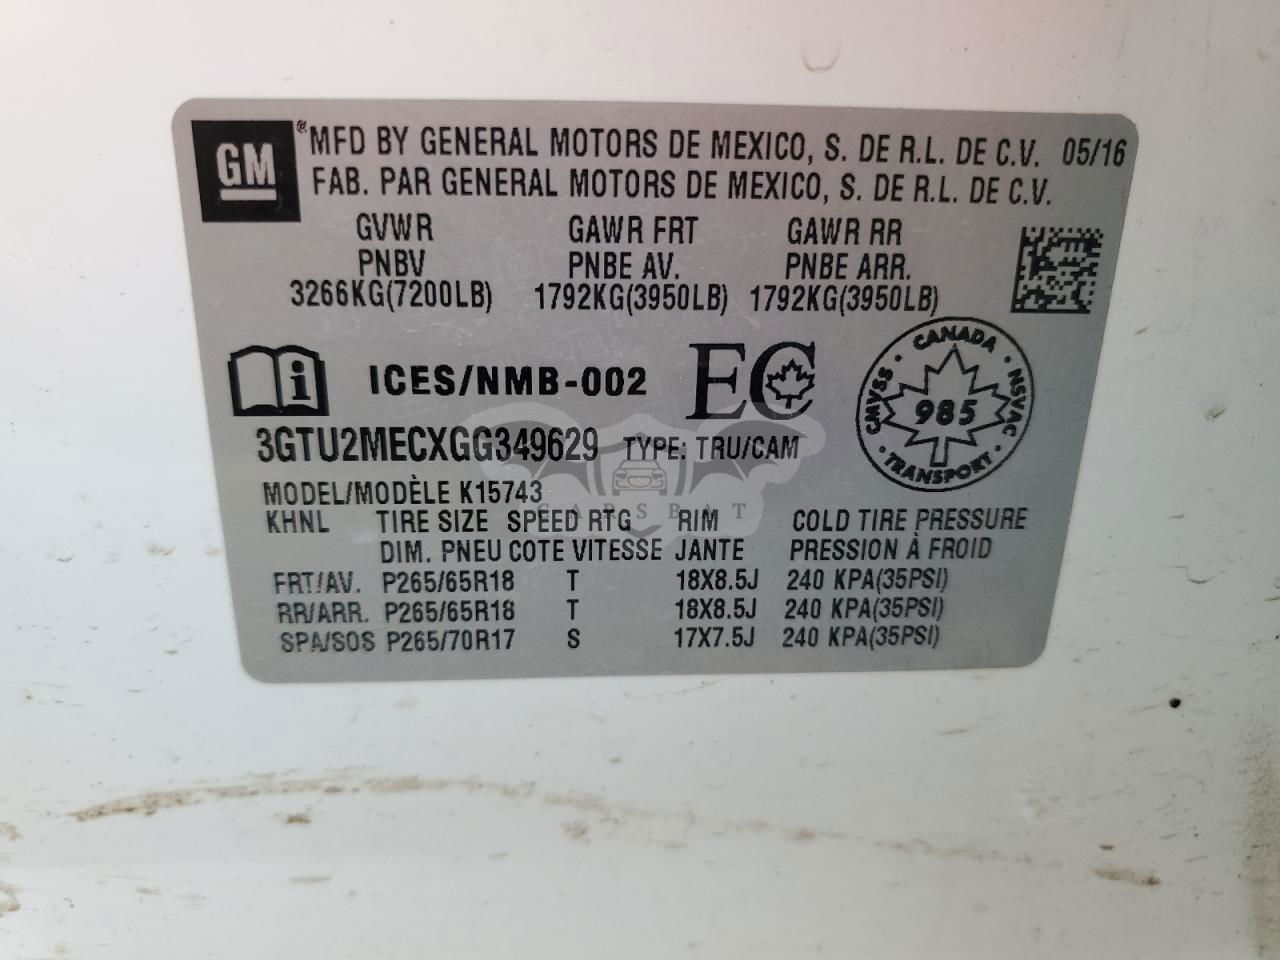 GM ® MFD BY GENERAL MOTORS DE MEXICO, S. DE R.L. DE C.V. 05/16
FAB. PAR GENERAL MOTORS DE MEXICO, S. DE R.L. DE C.V.
GVWR GAWR FRT GAWR RR
PNBV PNBE AV. PNBE ARR.
3266KG(7200LB) 1792KG(3950LB) 1792KG(3950LB)
i ICES/NMB-002 EC
CANADA
CMVSS 985 NSVAC
TRANSPORT
3GTU2MECXGG349629 TYPE: TRU/CAM
MODEL/MODÈLE K15743
CARSBAT
KHNL TIRE SIZE SPEED RTG RIM COLD TIRE PRESSURE
DIM. PNEU COTE VITESSE JANTE PRESSION À FROID
FRT/AV. P265/65R18 T 18X8.5J 240 KPA(35PSI)
RR/ARR. P265/65R18 T 18X8.5J 240 KPA(35PSI)
SPA/SOS P265/70R17 S 17X7.5J 240 KPA(35PSI)